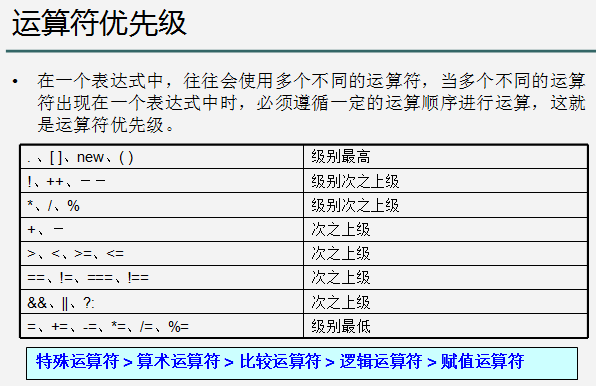 运算符优先级
• 在一个表达式中，往往会使用多个不同的运算符，当多个不同的运算
符出现在一个表达式中时，必须遵循一定的运算顺序进行运算，这就
是运算符优先级。
. 、[ ]、new、( ) 级别最高
!、++、－－ 级别次之上级
*、/、% 级别次之上级
+、－ 次之上级
>、<、>=、<= 次之上级
==、!=、===、!== 次之上级
&&、||、?: 次之上级
=、+=、-=、*=、/=、%= 级别最低
特殊运算符 > 算术运算符 > 比较运算符 > 逻辑运算符 > 赋值运算符